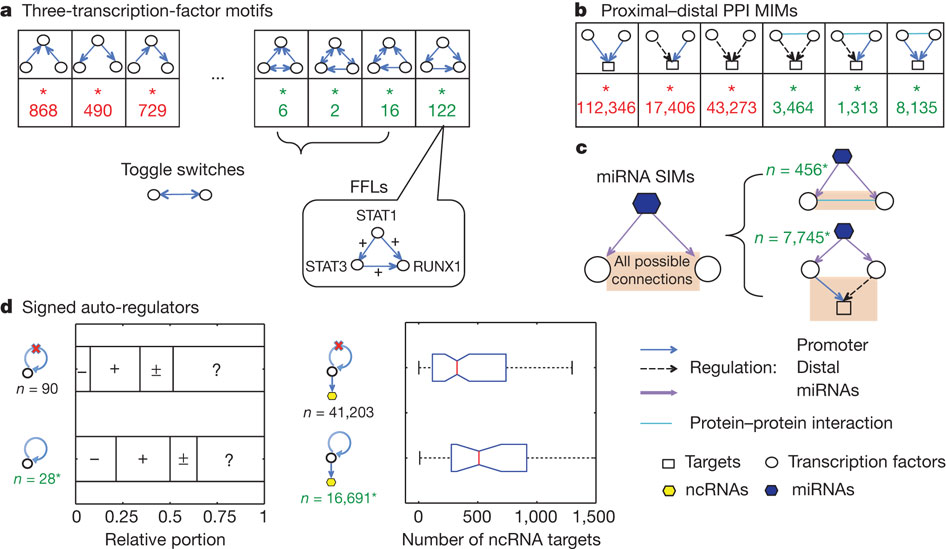 a Three-transcription-factor motifs
* * * ... * * * *
868 490 729 6 2 16 122
Toggle switches
FFLs
STAT1
+ +
STAT3 + RUNX1
b Proximal–distal PPI MIMs
* * * * * *
112,346 17,406 43,273 3,464 1,313 8,135
c
miRNA SIMs
All possible
connections
n = 456*
n = 7,745*
Regulation:
Promoter
Distal
miRNAs
Protein–protein interaction
Targets Transcription factors
ncRNAs miRNAs
d Signed auto-regulators
n = 90
– + ± ?
n = 28*
– + ± ?
0 0.25 0.5 0.75 1
Relative portion
n = 41,203
n = 16,691*
0 500 1,000 1,500
Number of ncRNA targets